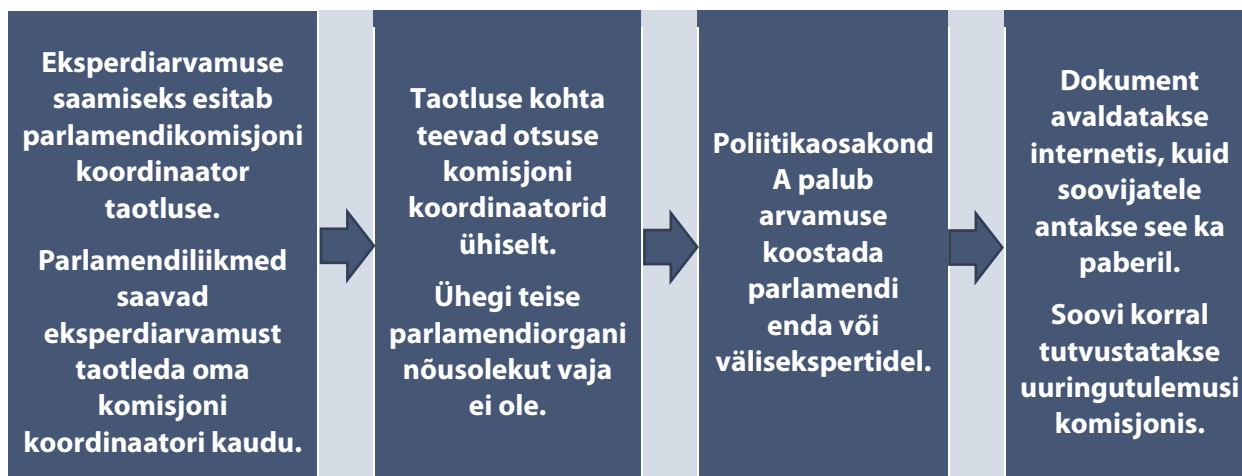 Eksperdiarvamuse
saamiseks esitab
parlamendikomisjoni
koordinaator
taotluse.
Parlamendiliikmed
saavad
eksperdiarvamust
taotleda oma
komisjoni
koordinaatori kaudu.
Taotluse kohta
teevad otsuse
komisjoni
koordinaatorid
ühiselt.
Ühegi teise
parlamendiorgani
nõusolekut vaja
ei ole.
Poliitikaosakond
A palub
arvamuse
koostada
parlamendi
enda või
välisekspertidel.
Dokument
avaldatakse
internetis, kuid
soovijatele
antakse see ka
paberil.
Soovi korral
tutvustatakse
uuringutulemusi
komisjonis.